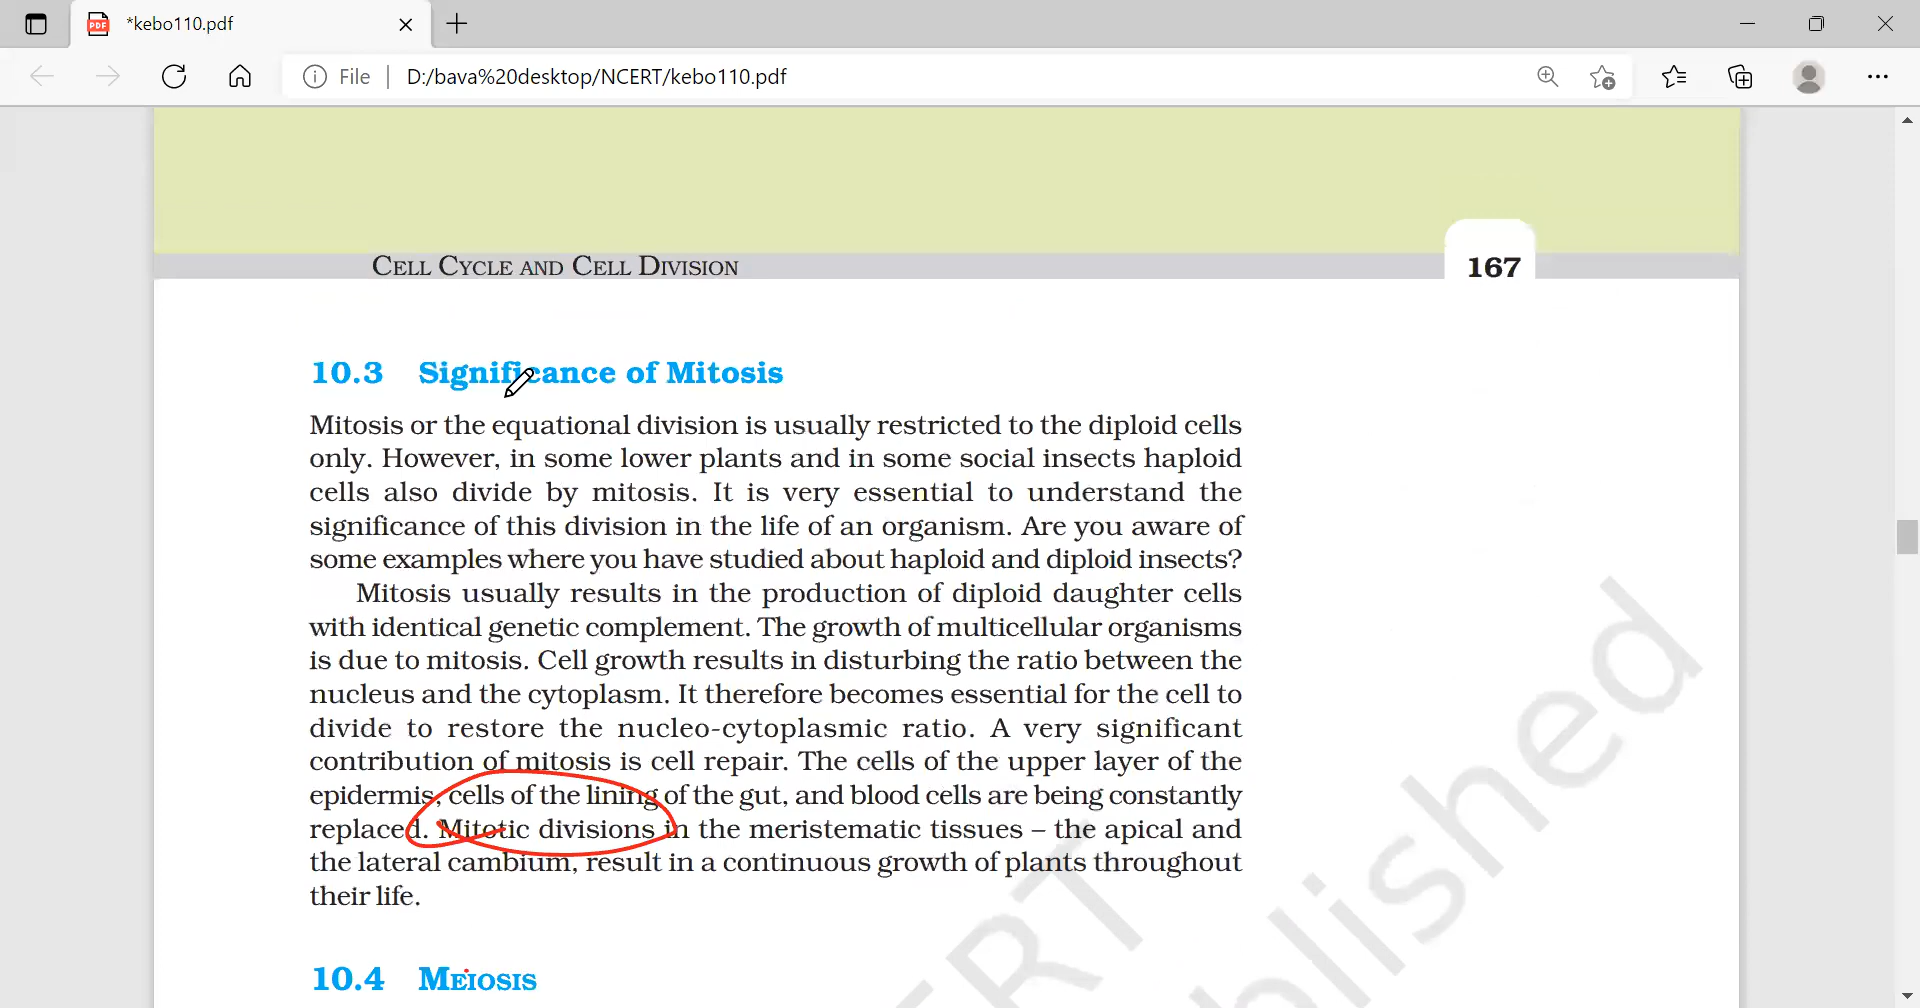 *kebo110.pdf
File
D:/bava%20desktop/NCERT/kebo110.pdf
CELL CYCLE AND CELL DIVISION
167
10.3 Significance of Mitosis
Mitosis or the equational division is usually restricted to the diploid cells
only. However, in some lower plants and in some social insects haploid
cells also divide by mitosis. It is very essential to understand the
significance of this division in the life of an organism. Are you aware of
some examples where you have studied about haploid and diploid insects?
Mitosis usually results in the production of diploid daughter cells
with identical genetic complement. The growth of multicellular organisms
is due to mitosis. Cell growth results in disturbing the ratio between the
nucleus and the cytoplasm. It therefore becomes essential for the cell to
divide to restore the nucleo-cytoplasmic ratio. A very significant
contribution of mitosis is cell repair. The cells of the upper layer of the
epidermis, cells of the lining of the gut, and blood cells are being constantly
replaced. Mitotic divisions in the meristematic tissues – the apical and
the lateral cambium, result in a continuous growth of plants throughout
their life.
10.4 MEIOSIS